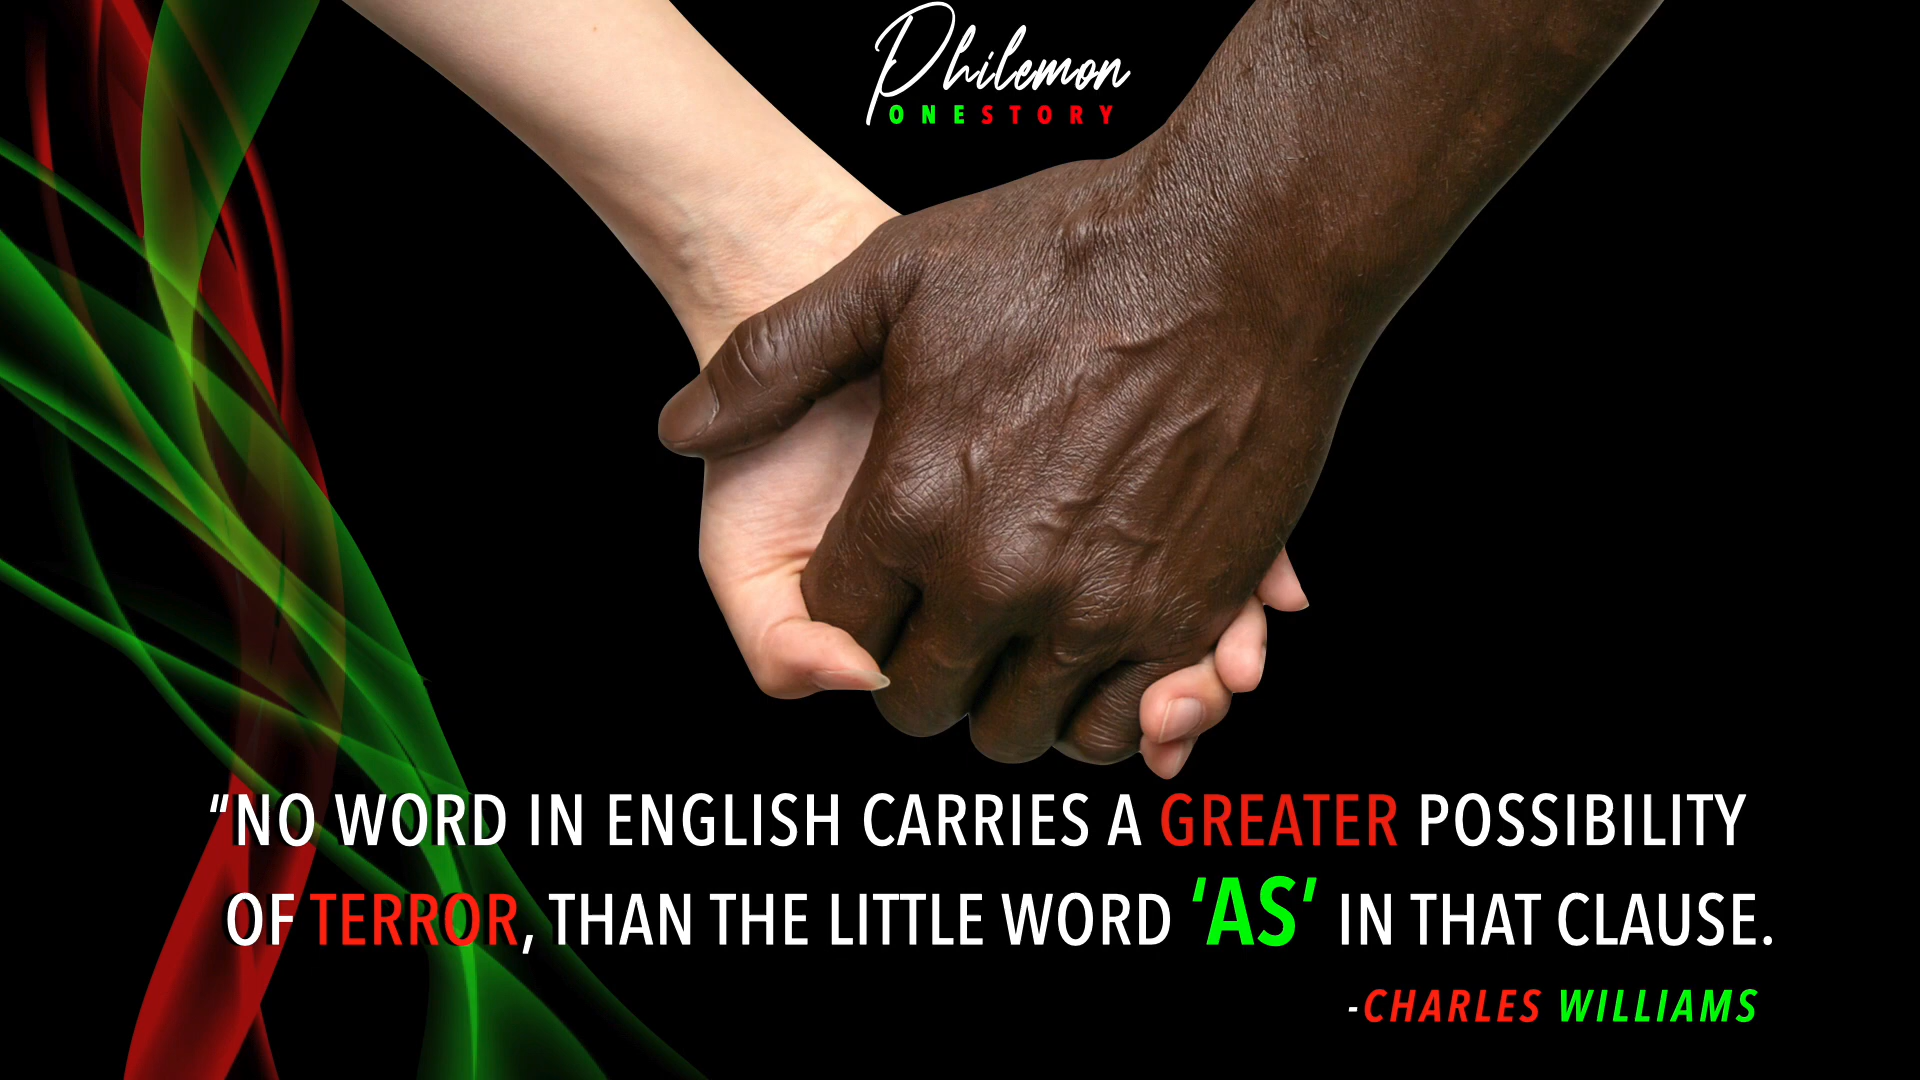 Philemon
ONESTORY
“NO WORD IN ENGLISH CARRIES A GREATER POSSIBILITY
OF TERROR, THAN THE LITTLE WORD ‘AS’ IN THAT CLAUSE.
-CHARLES WILLIAMS